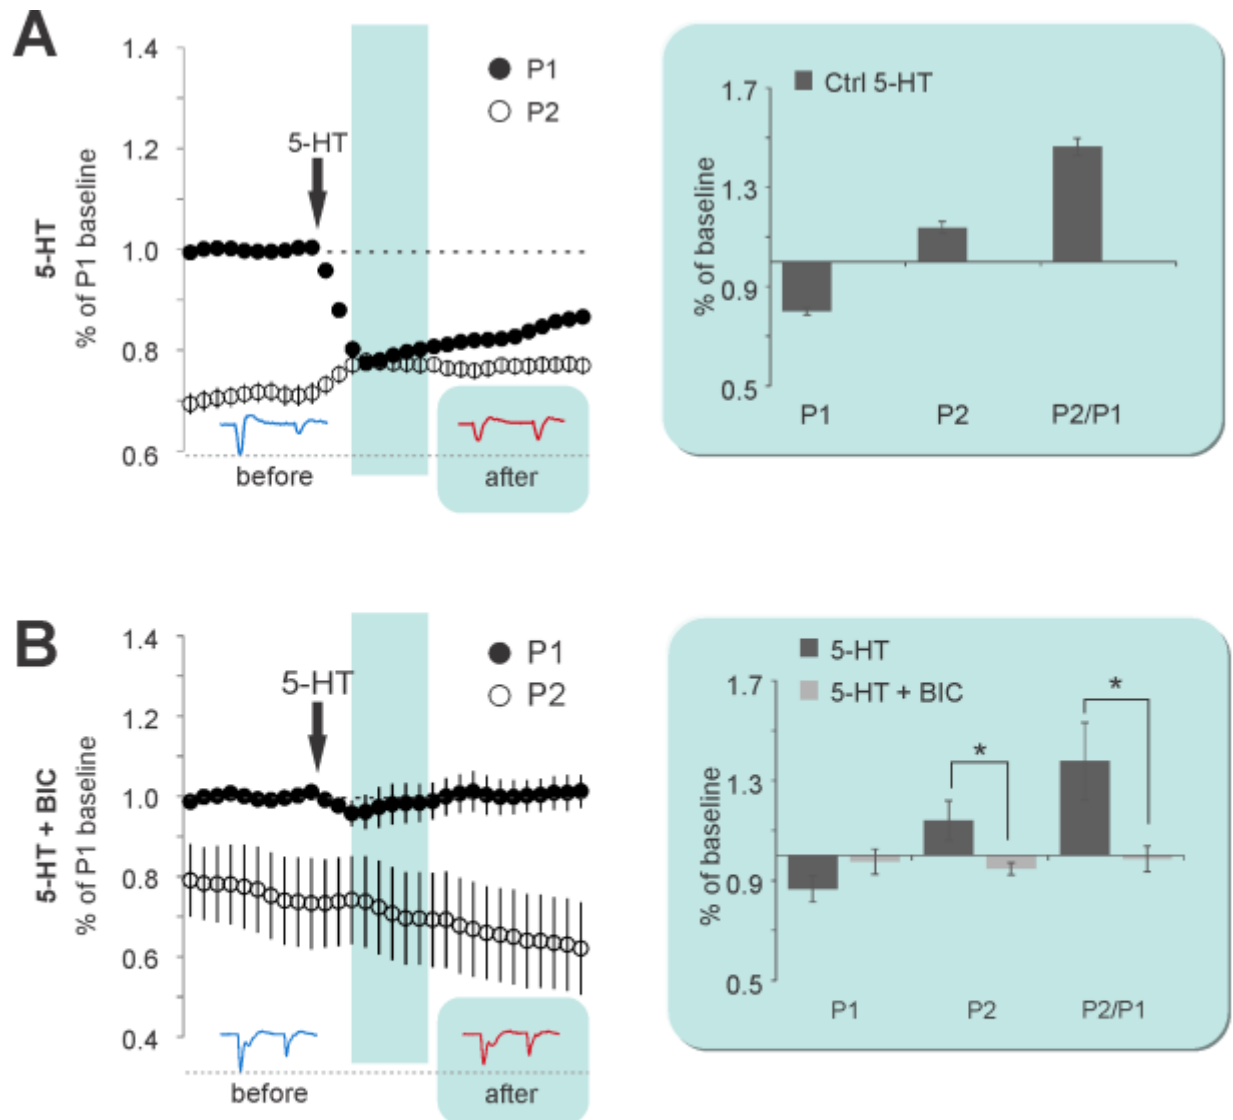 A
5-HT
% of P1 baseline
1.4
1.2
1.0
0.8
0.6
P1
P2
5-HT
before
after
Ctrl 5-HT
% of baseline
1.7
1.3
0.9
0.5
P1 P2 P2/P1
B
5-HT + BIC
% of P1 baseline
1.4
1.2
1.0
0.8
0.6
0.4
P1
P2
5-HT
before
after
5-HT
5-HT + BIC
% of baseline
1.7
1.3
0.9
0.5
*
*
P1 P2 P2/P1